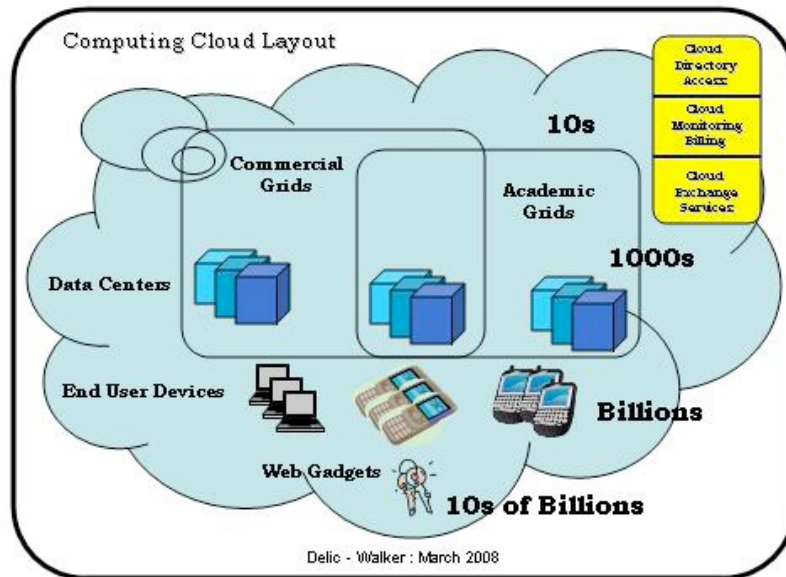 Computing Cloud Layout
Cloud
Directory
Access
Cloud
Monitoring
Billing
Cloud
Exchange
Services
10s
Commercial
Grids
Academic
Grids
1000s
Data Centers
End User Devices
Billions
Web Gadgets
10s of Billions
Delic - Walker : March 2008